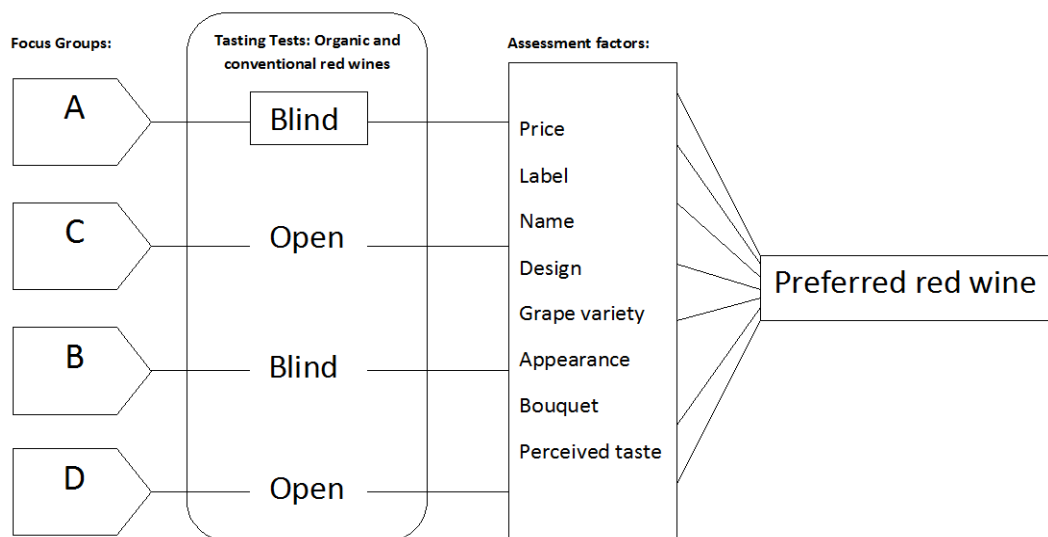 Focus Groups:
Tasting Tests: Organic and
conventional red wines
Assessment factors:
A
Blind
C
Open
B
Blind
D
Open
Price
Label
Name
Design
Grape variety
Appearance
Bouquet
Perceived taste
Preferred red wine